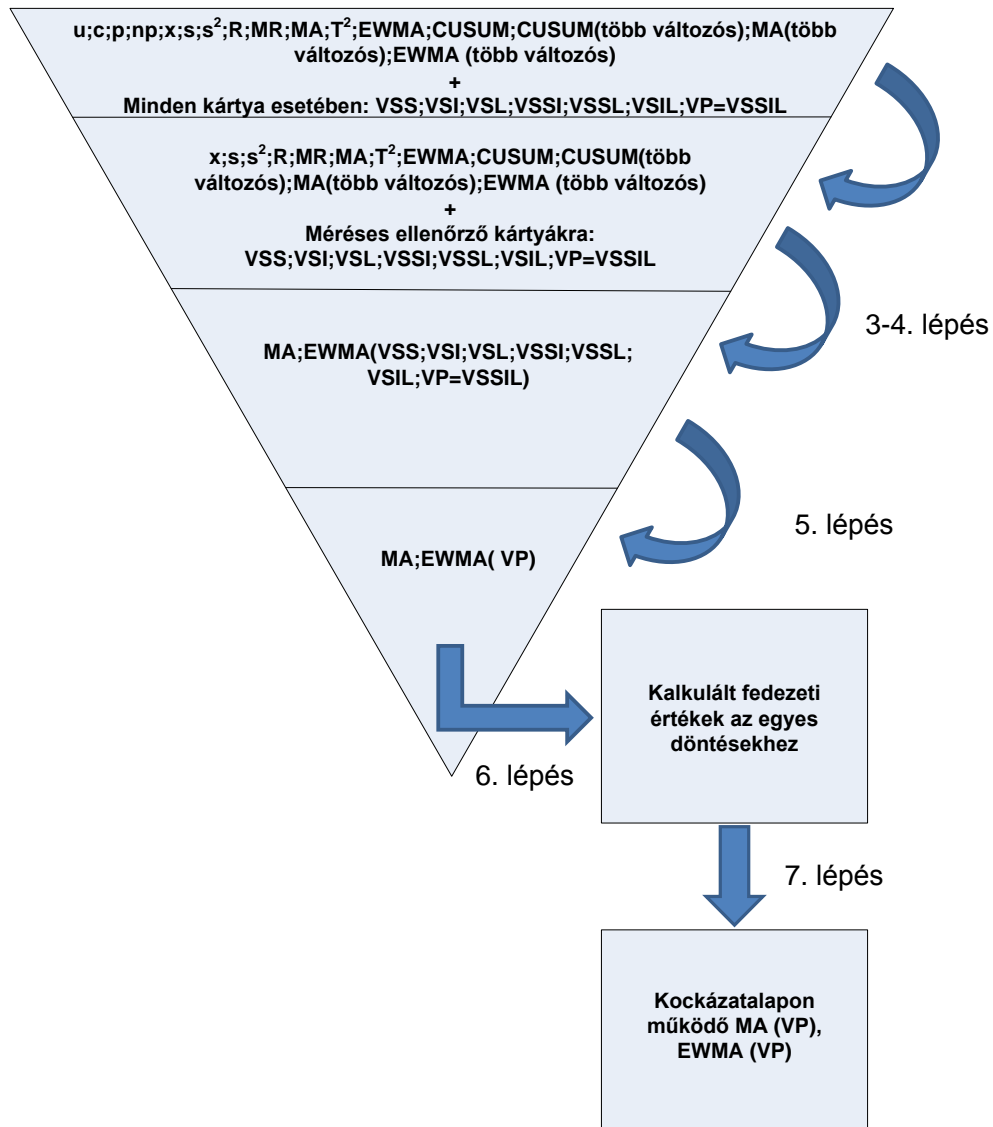 u;c;p;np;x;s;s²;R;MR;MA;T²;EWMA;CUSUM;CUSUM(több változós);MA(több
változós);EWMA (több változós)
+
Minden kártya esetében: VSS;VSI;VSL;VSSI;VSSL;VSIL;VP=VSSIL
x;s;s²;R;MR;MA;T²;EWMA;CUSUM;CUSUM(több
változós);MA(több változós);EWMA (több változós)
+
Méréses ellenőrző kártyákra:
VSS;VSI;VSL;VSSI;VSSL;VSIL;VP=VSSIL
3-4. lépés
MA;EWMA(VSS;VSI;VSL;VSSI;VSSL;
VSIL;VP=VSSIL)
5. lépés
MA;EWMA( VP)
6. lépés
Kalkulált fedezeti
értékek az egyes
döntésekhez
7. lépés
Kockázatalapon
működő MA (VP),
EWMA (VP)